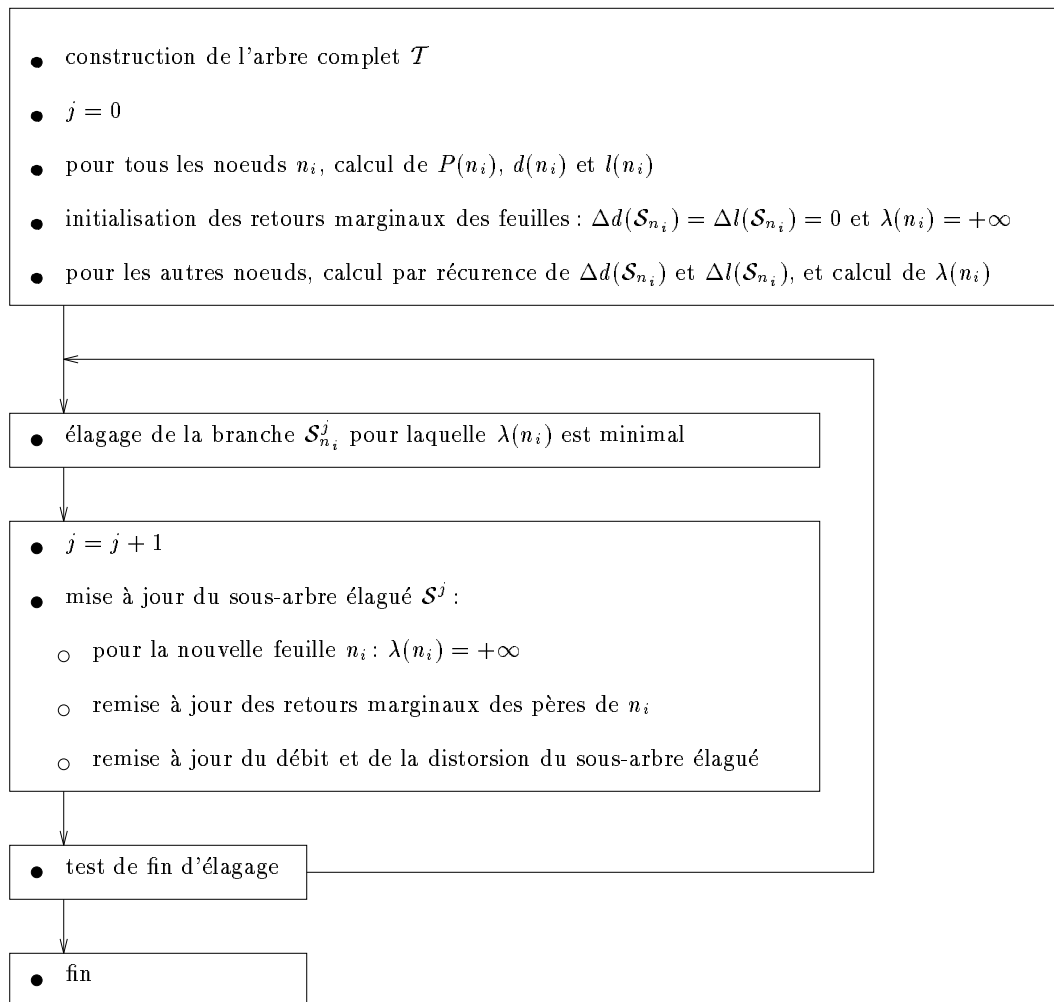 ● construction de l'arbre complet 𝒯
● j = 0
● pour tous les noeuds n_i, calcul de P(n_i), d(n_i) et l(n_i)
● initialisation des retours marginaux des feuilles : Δd(𝒮_{n_i}) = Δl(𝒮_{n_i}) = 0 et λ(n_i) = +∞
● pour les autres noeuds, calcul par récurence de Δd(𝒮_{n_i}) et Δl(𝒮_{n_i}), et calcul de λ(n_i)
● élagage de la branche 𝒮^j_{n_i} pour laquelle λ(n_i) est minimal
● j = j + 1
● mise à jour du sous-arbre élagué 𝒮^j :
○ pour la nouvelle feuille n_i : λ(n_i) = +∞
○ remise à jour des retours marginaux des pères de n_i
○ remise à jour du débit et de la distorsion du sous-arbre élagué
● test de fin d'élagage
● fin